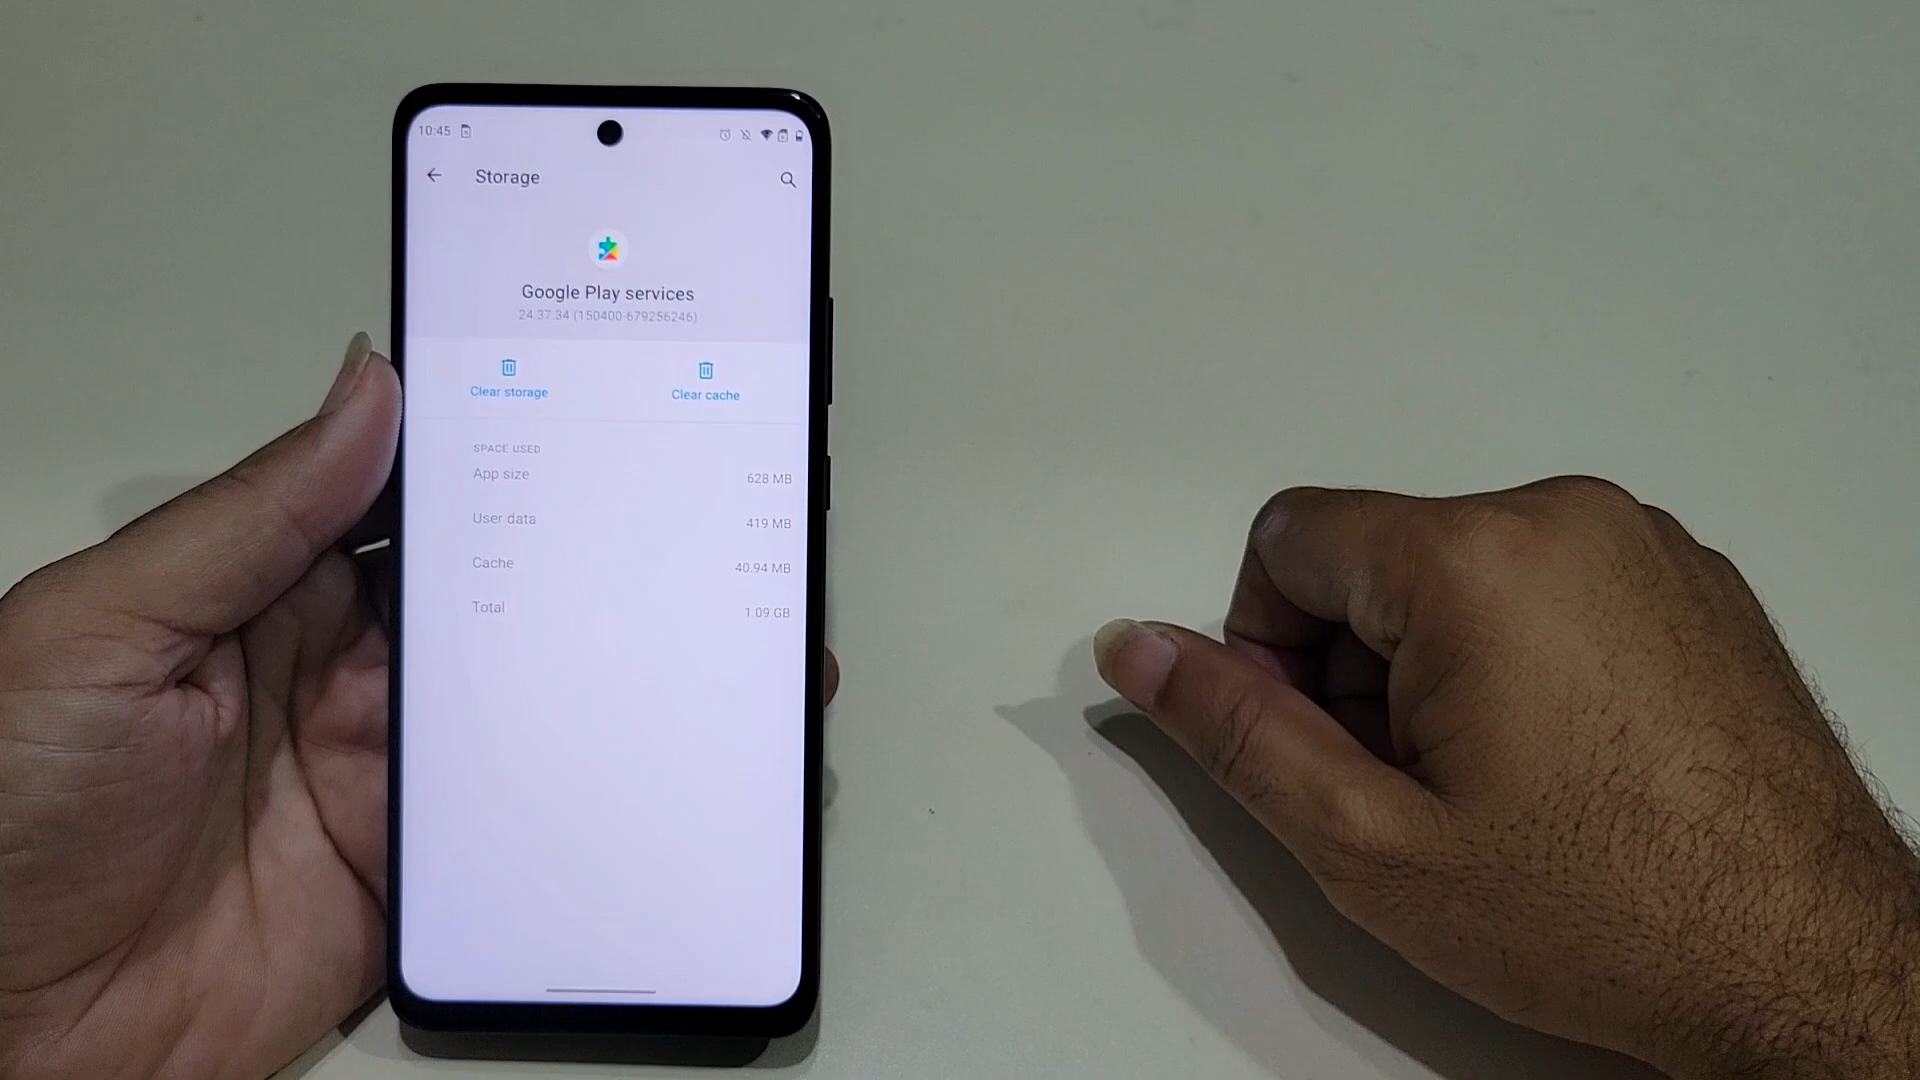 10:45
Storage
Google Play services
24.37.34 (150400-679256246)
Clear storage
Clear cache
SPACE USED
App size
628 MB
User data
419 MB
Cache
40.94 MB
Total
1.09 GB